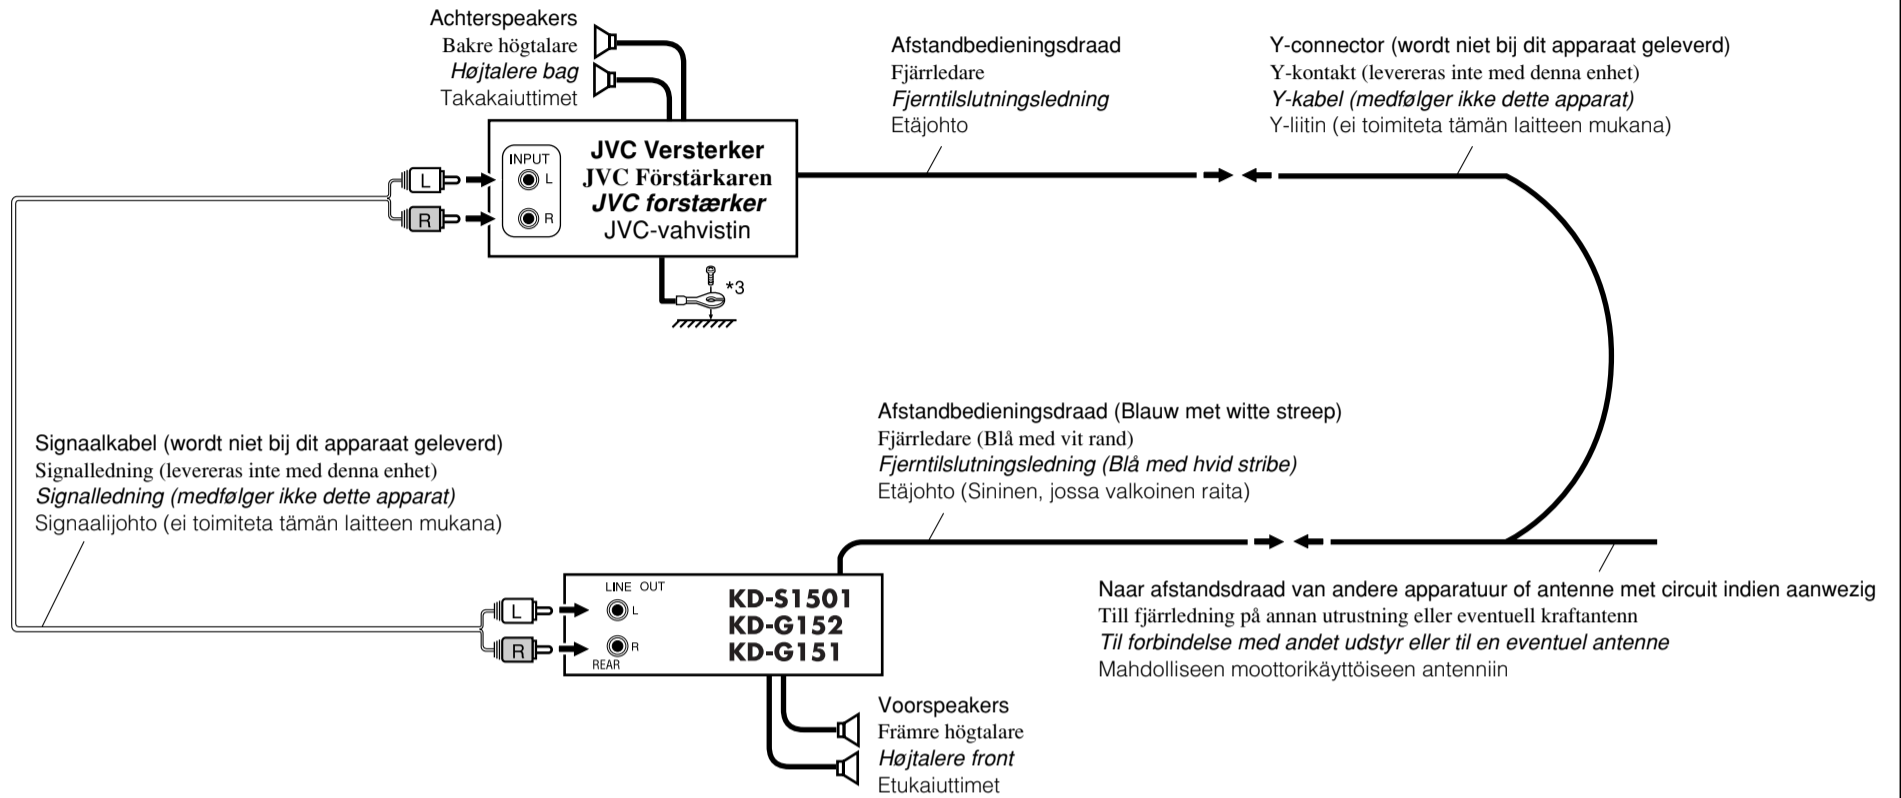 Achterspeakers
Bakre högtalare
Højtalere bag
Takakaiuttimet
Afstandbedieningsdraad
Fjärrledare
Fjerntilslutningsledning
Etäjohto
Y-connector (wordt niet bij dit apparaat geleverd)
Y-kontakt (levereras inte med denna enhet)
Y-kabel (medfølger ikke dette apparat)
Y-liitin (ei toimiteta tämän laitteen mukana)
L
R
INPUT
L
R
JVC Versterker
JVC Förstärkaren
JVC forstærker
JVC-vahvistin
*3
Signaalkabel (wordt niet bij dit apparaat geleverd)
Signalledning (levereras inte med denna enhet)
Signalledning (medfølger ikke dette apparat)
Signaalijohto (ei toimiteta tämän laitteen mukana)
Afstandbedieningsdraad (Blauw met witte streep)
Fjärrledare (Blå med vit rand)
Fjerntilslutningsledning (Blå med hvid stribe)
Etäjohto (Sininen, jossa valkoinen raita)
L
R
LINE OUT
L
R
REAR
KD-S1501
KD-G152
KD-G151
Naar afstandsdraad van andere apparatuur of antenne met circuit indien aanwezig
Till fjärrledning på annan utrustning eller eventuell kraftantenn
Til forbindelse med andet udstyr eller til en eventuel antenne
Mahdolliseen moottorikäyttöiseen antenniin
Voorspeakers
Främre högtalare
Højtalere front
Etukaiuttimet